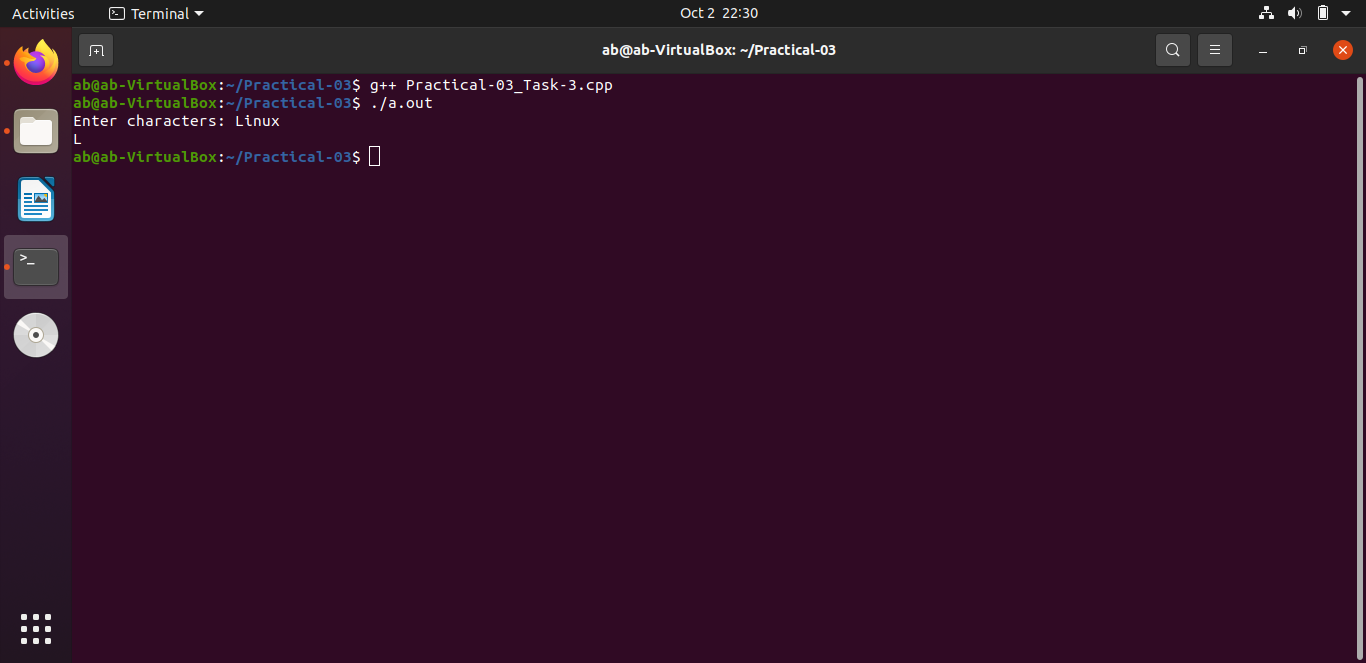 Activities Terminal Oct 2 22:30
ab@ab-VirtualBox: ~/Practical-03
ab@ab-VirtualBox:~/Practical-03$ g++ Practical-03_Task-3.cpp
ab@ab-VirtualBox:~/Practical-03$ ./a.out
Enter characters: Linux
L
ab@ab-VirtualBox:~/Practical-03$